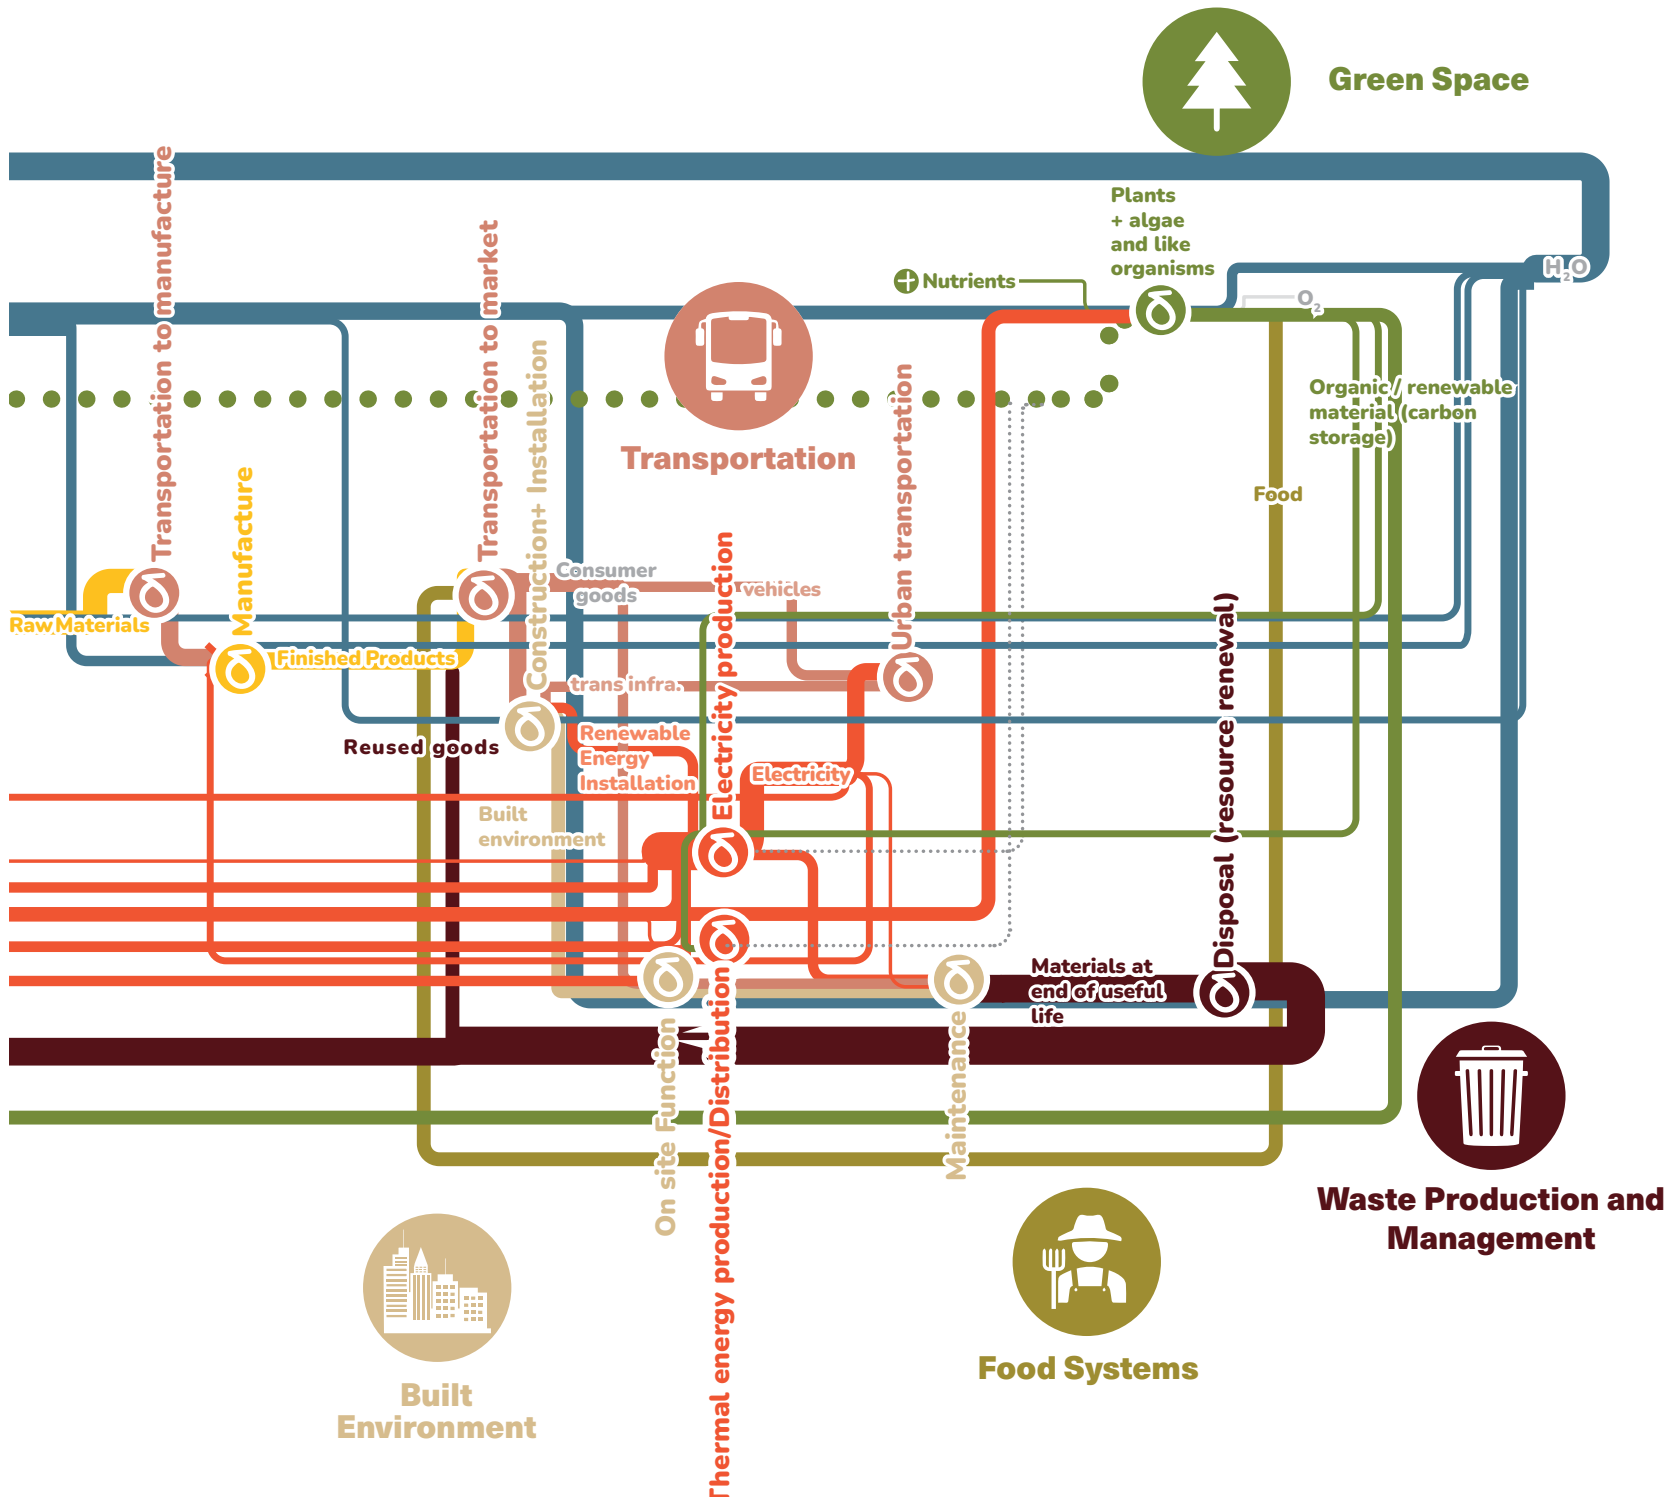 Green Space
Transportation to manufacture
Plants
+ algae
and like
organisms
Transportation to market
H₂O
Nutrients
O₂
Construction+ Installation
Urban transportation
Organic / renewable
material (carbon
storage)
Transportation
Manufacture
Food
Electricity production
Consumer
goods
vehicles
Disposal (resource renewal)
Raw Materials
Finished Products
trans infra.
Reused goods
Renewable
Energy
Installation
Electricity
Built
environment
Materials at
end of useful
life
On site Function
Thermal energy production/Distribution
Maintenance
Waste Production and
Management
Food Systems
Built
Environment